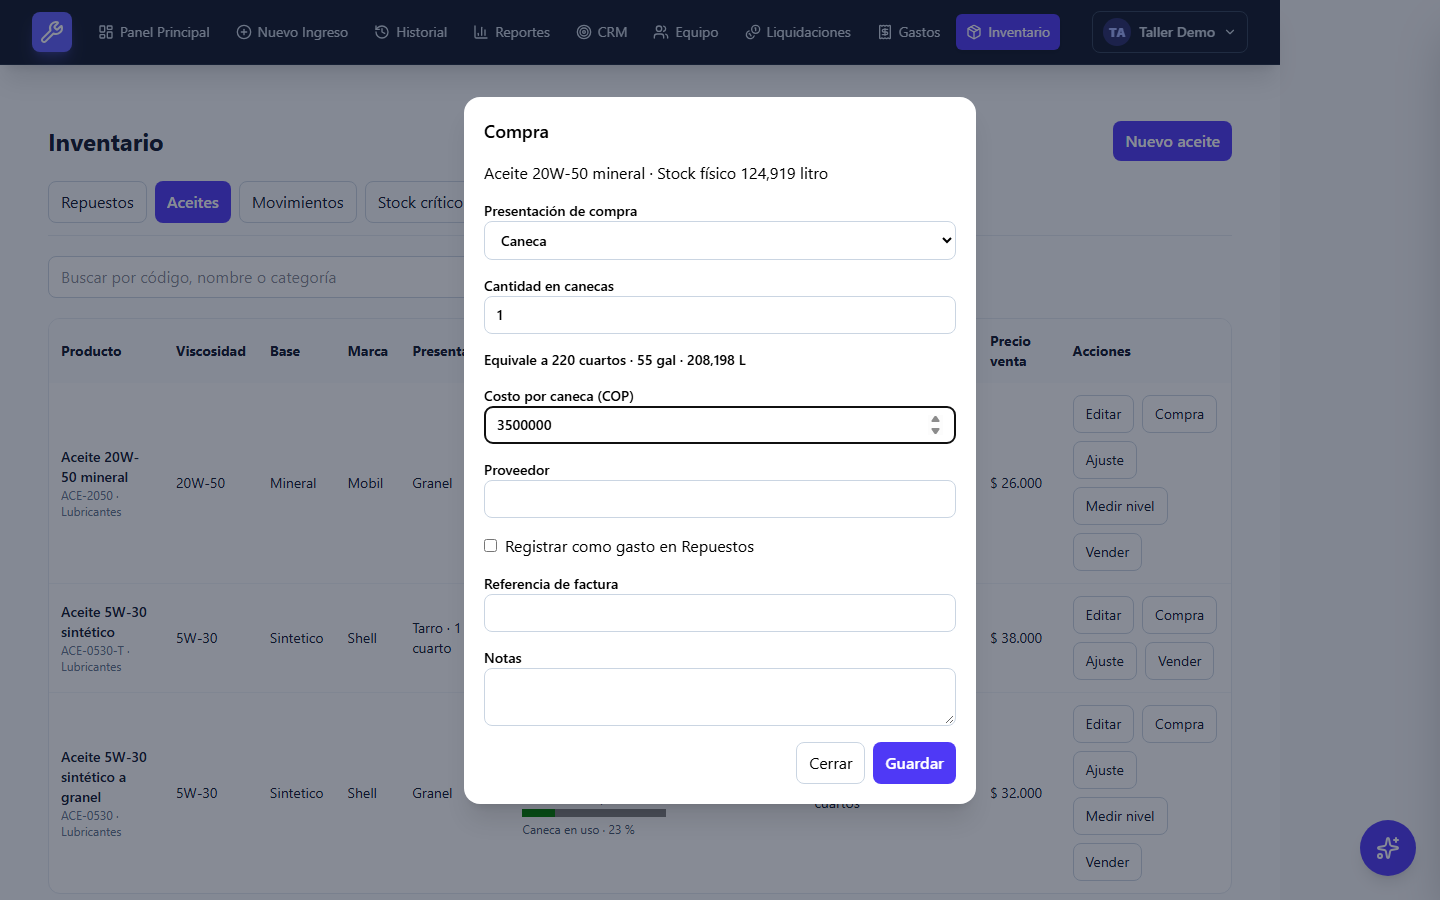 Panel Principal
Nuevo Ingreso
Historial
Reportes
CRM
Equipo
Liquidaciones
Gastos
Inventario
TA
Taller Demo
Inventario
Nuevo aceite
Repuestos
Aceites
Movimientos
Stock crítico
Buscar por código, nombre o categoría
Producto
Viscosidad
Base
Marca
Precio
venta
Acciones
Aceite 20W-
50 mineral
ACE-2050 ·
Lubricantes
20W-50
Mineral
Mobil
Granel
$ 26.000
Editar
Compra
Ajuste
Medir nivel
Vender
Aceite 5W-30
sintético
ACE-0530-T ·
Lubricantes
5W-30
Sintetico
Shell
Tarro · 1
cuarto
$ 38.000
Editar
Compra
Ajuste
Vender
Aceite 5W-30
sintético a
granel
ACE-0530 ·
Lubricantes
5W-30
Sintetico
Shell
Granel
Caneca en uso · 23 %
cuartos
$ 32.000
Editar
Compra
Ajuste
Medir nivel
Vender
Compra
Aceite 20W-50 mineral · Stock físico 124,919 litro
Presentación de compra
Caneca
Cantidad en canecas
1
Equivale a 220 cuartos · 55 gal · 208,198 L
Costo por caneca (COP)
3500000
Proveedor
Registrar como gasto en Repuestos
Referencia de factura
Notas
Cerrar
Guardar